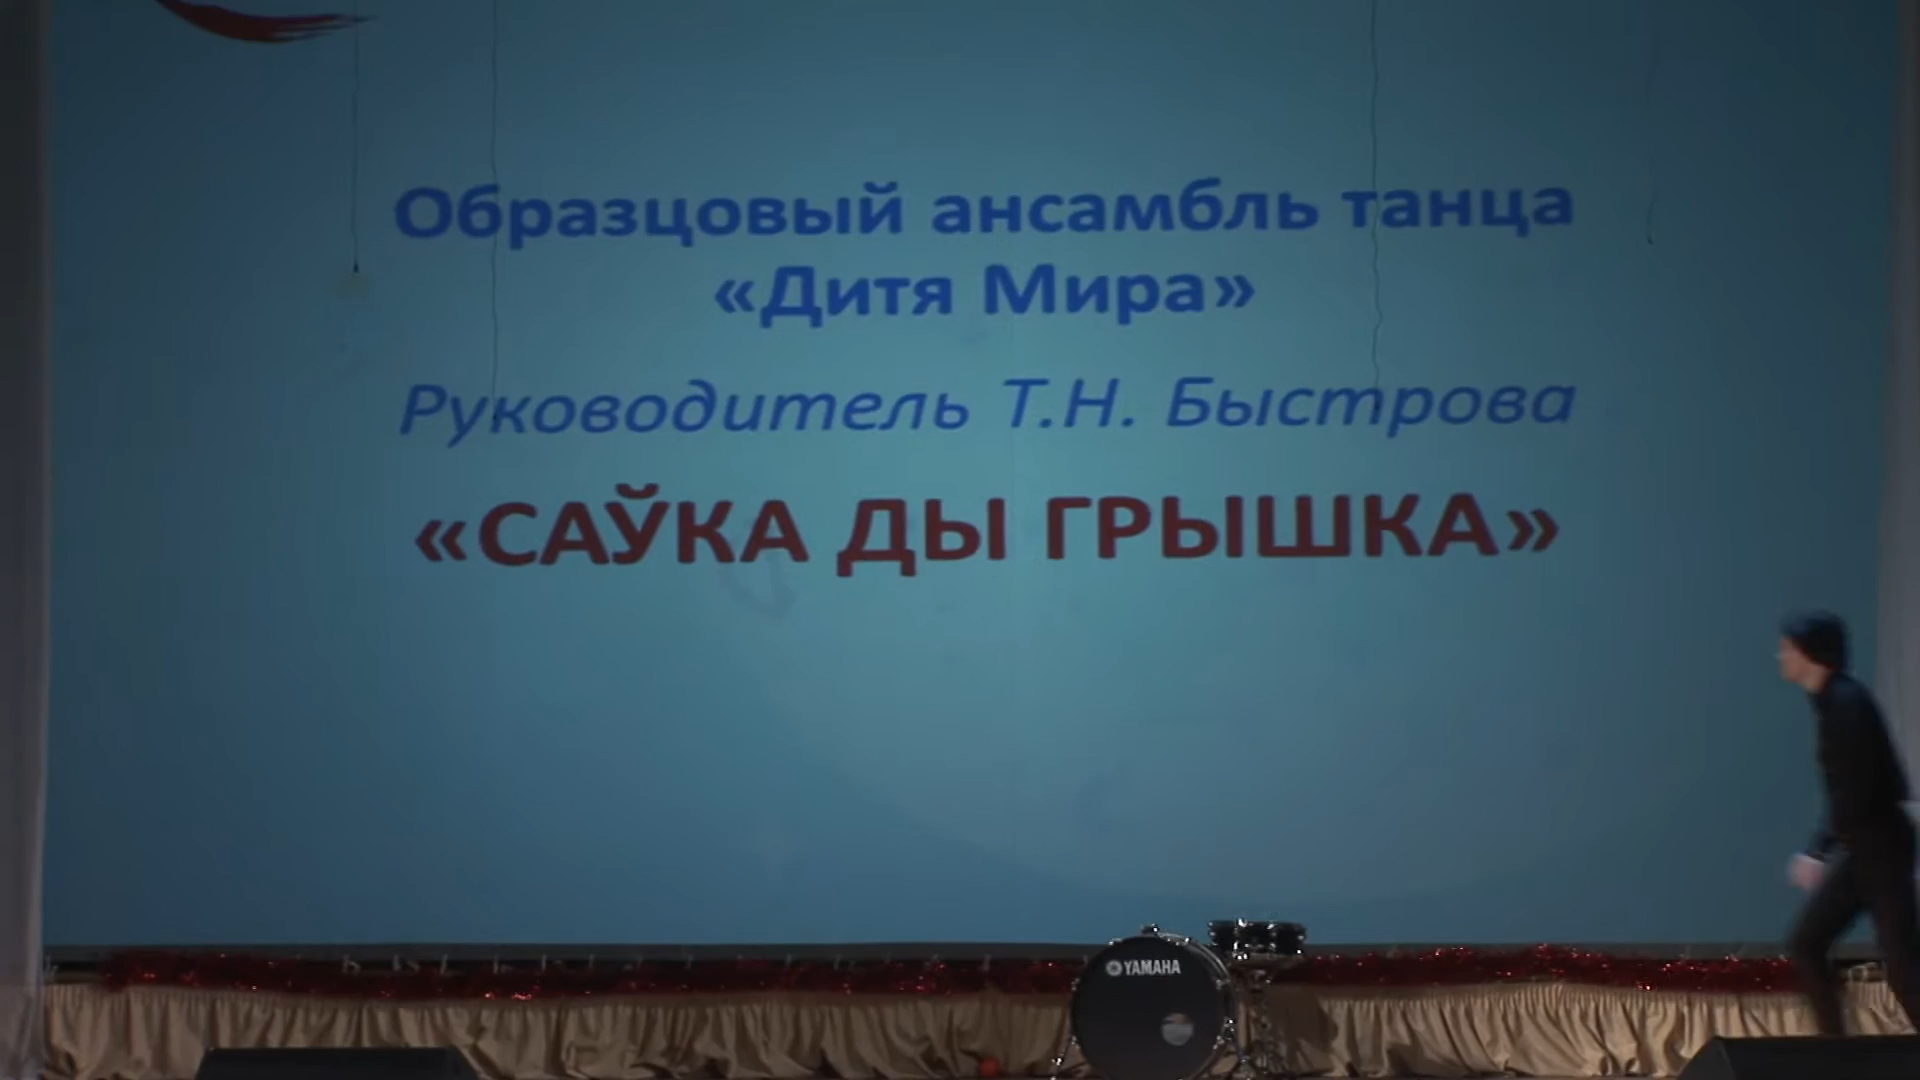 Образцовый ансамбль танца
«Дитя Мира»
Руководитель Т.Н. Быстрова
«САЎКА ДЫ ГРЫШКА»
YAMAHA